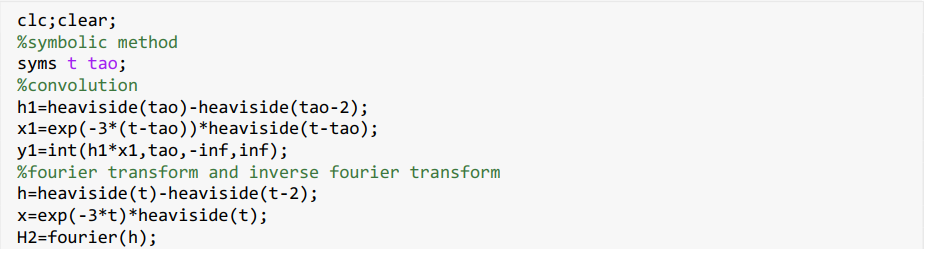 clc;clear;
%symbolic method
syms t tao;
%convolution
h1=heaviside(tao)-heaviside(tao-2);
x1=exp(-3*(t-tao))*heaviside(t-tao);
y1=int(h1*x1,tao,-inf,inf);
%fourier transform and inverse fourier transform
h=heaviside(t)-heaviside(t-2);
x=exp(-3*t)*heaviside(t);
H2=fourier(h);